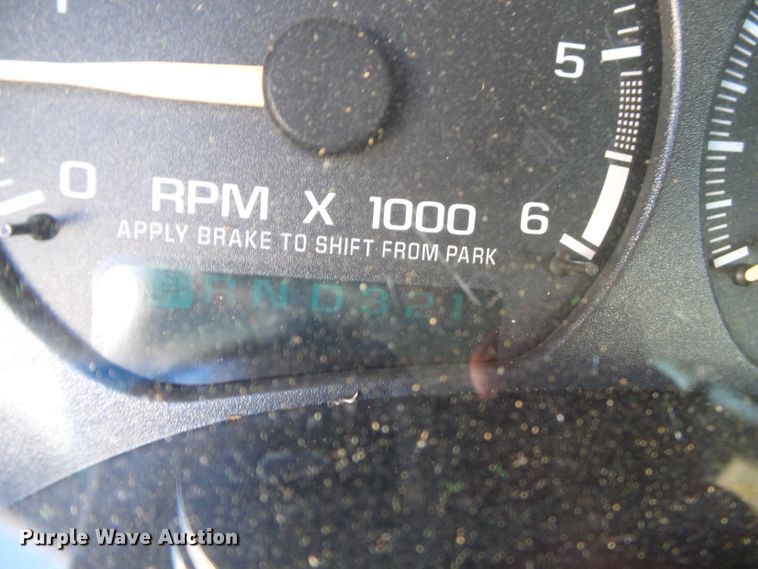 5
0 RPM X 1000 6
APPLY BRAKE TO SHIFT FROM PARK
PRND321
Purple Wave Auction